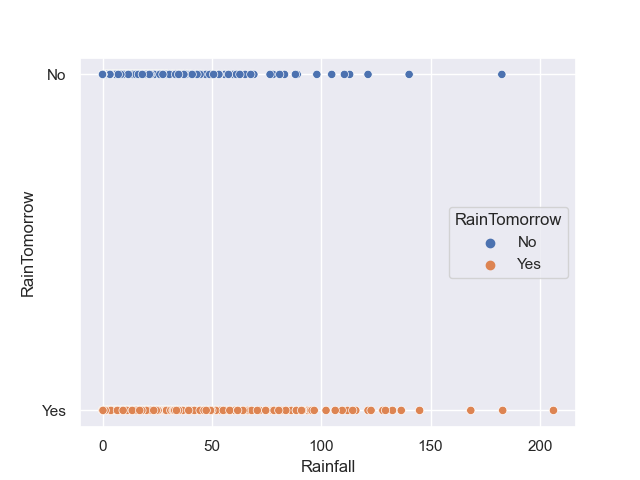 No
RainTomorrow
RainTomorrow
No
Yes
Yes
0 50 100 150 200
Rainfall